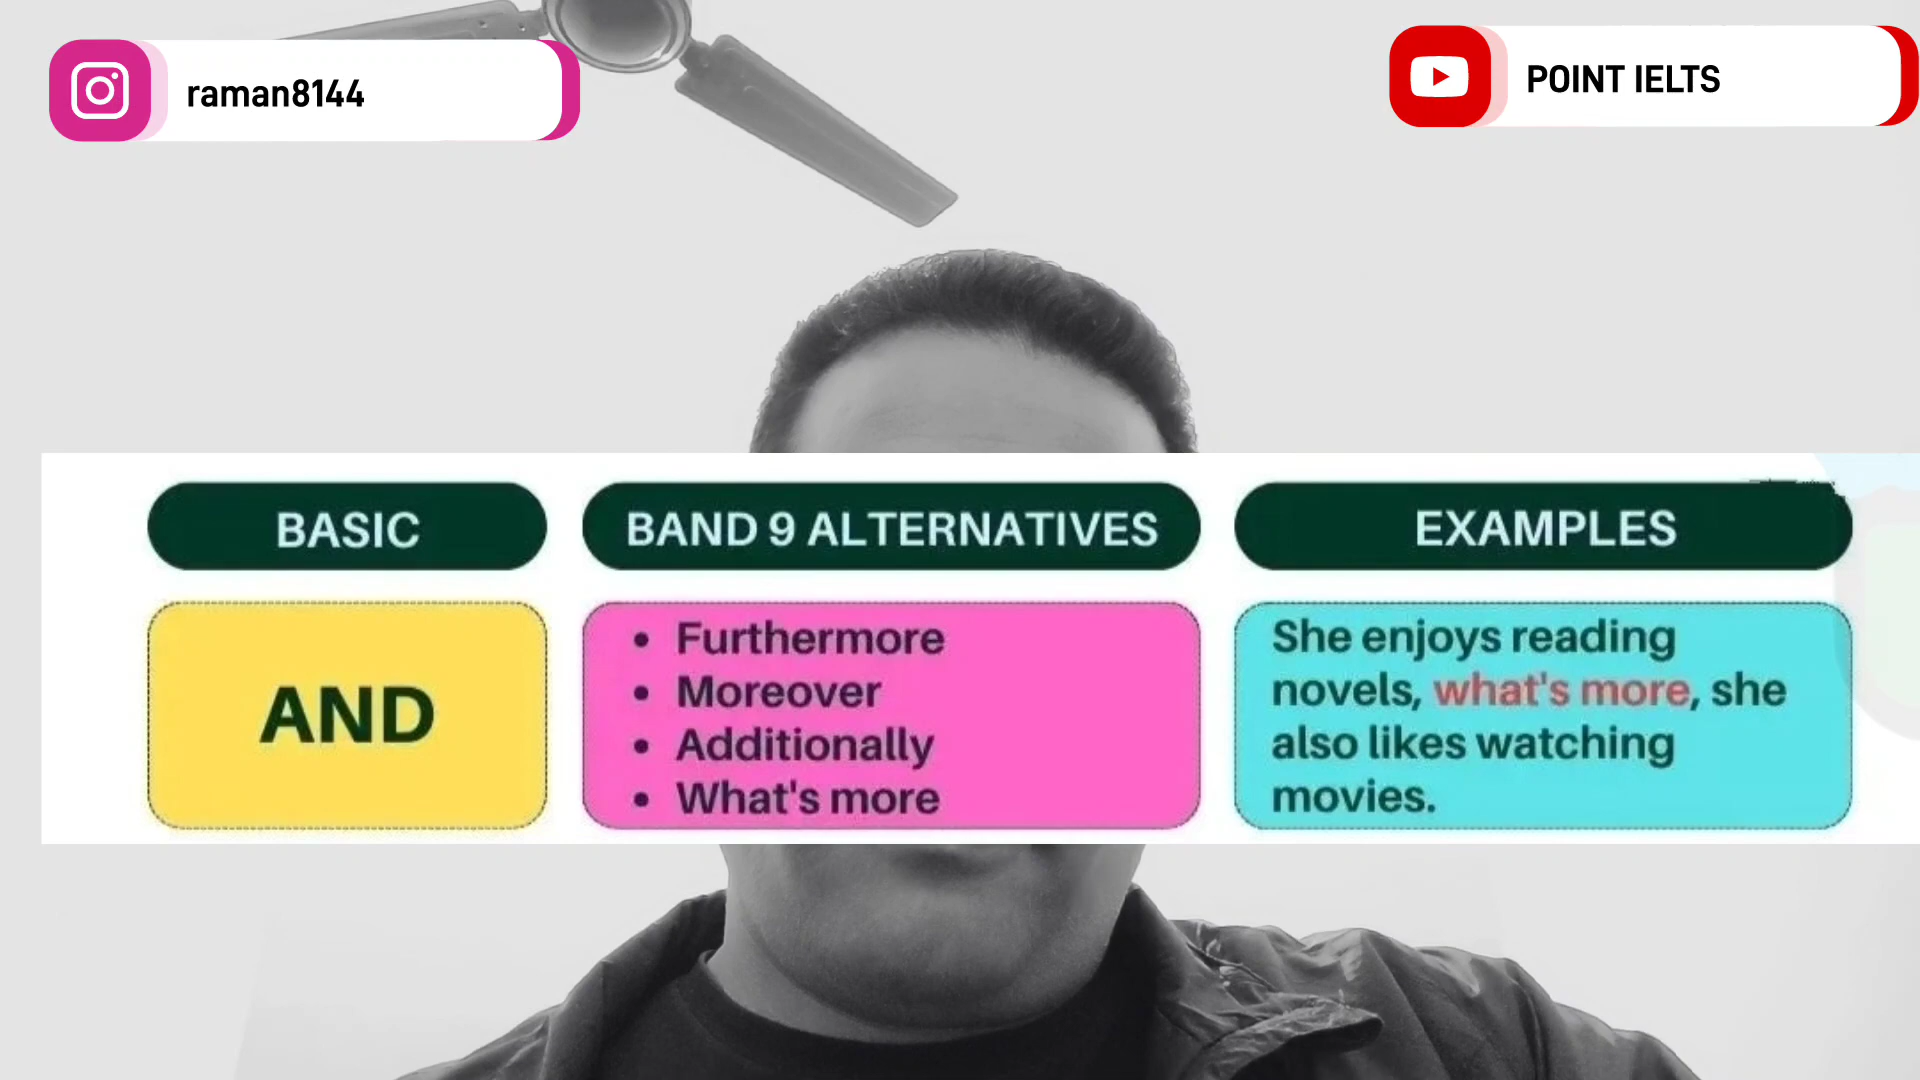 raman8144
POINT IELTS
BASIC
BAND 9 ALTERNATIVES
EXAMPLES
AND
• Furthermore
• Moreover
• Additionally
• What's more
She enjoys reading
novels, what's more, she
also likes watching
movies.